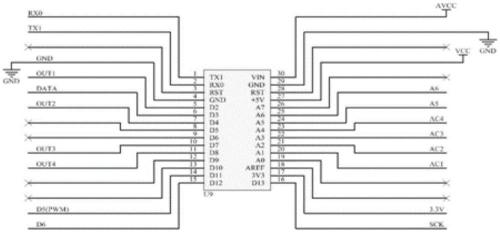 RX0
TX1
GND
GND
OUT1
DATA
OUT2
OUT3
OUT4
D5(PWM)
D6
1 TX1 VIN 30
2 RX0 GND 29
3 RST RST 28
4 GND +5V 27
5 D2 A7 26
6 D3 A6 25
7 D4 A5 24
8 D5 A4 23
9 D6 A3 22
10 D7 A2 21
11 D8 A1 20
12 D9 A0 19
13 D10 AREF 18
14 D11 3V3 17
15 D12 D13 16
U9
AVCC
GND
VCC
A6
A5
AC4
AC3
AC2
AC1
3.3V
SCK